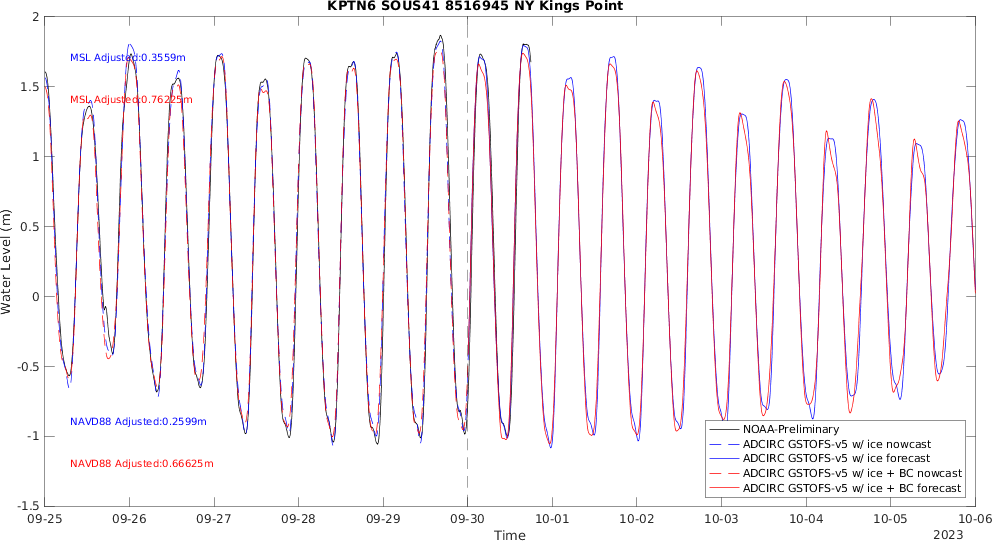 KPTN6 SOUS41 8516945 NY Kings Point
2
1.5
1
0.5
0
-0.5
-1
-1.5
Water Level (m)
MSL Adjusted:0.3559m
MSL Adjusted:0.76225m
NAVD88 Adjusted:0.2599m
NAVD88 Adjusted:0.66625m
NOAA-Preliminary
ADCIRC GSTOFS-v5 w/ ice nowcast
ADCIRC GSTOFS-v5 w/ ice forecast
ADCIRC GSTOFS-v5 w/ ice + BC nowcast
ADCIRC GSTOFS-v5 w/ ice + BC forecast
09-25 09-26 09-27 09-28 09-29 09-30 10-01 10-02 10-03 10-04 10-05 10-06
Time
2023